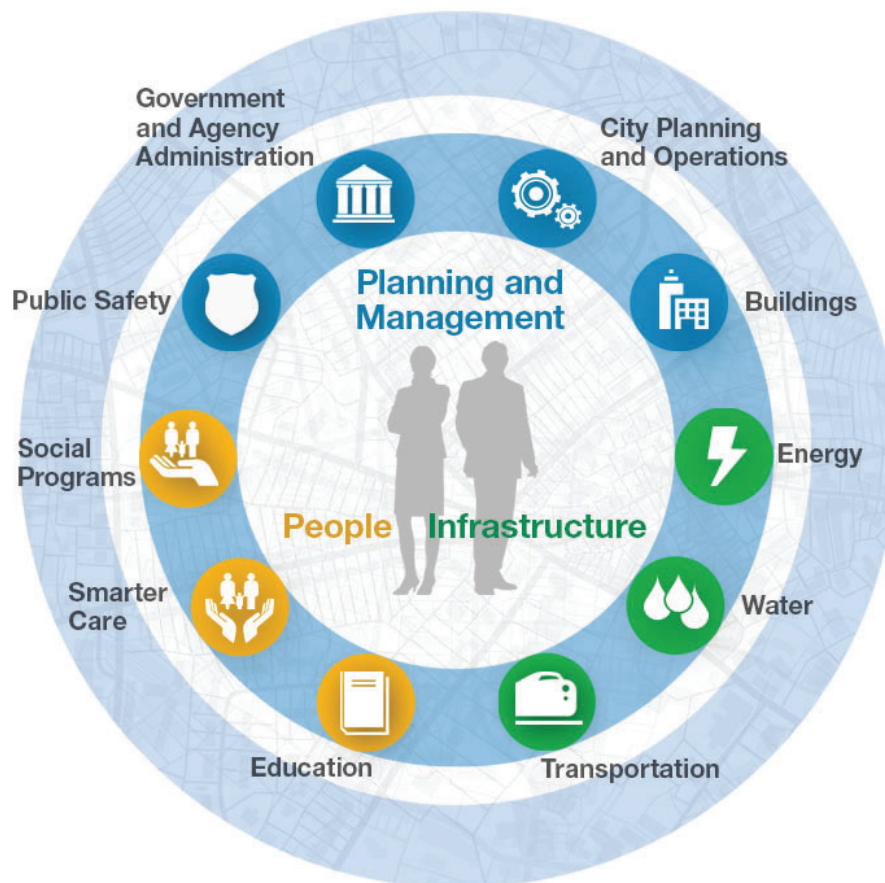 Government
and Agency
Administration
City Planning
and Operations
Public Safety
Planning and
Management
Buildings
Social
Programs
Energy
People
Infrastructure
Smarter
Care
Water
Education
Transportation